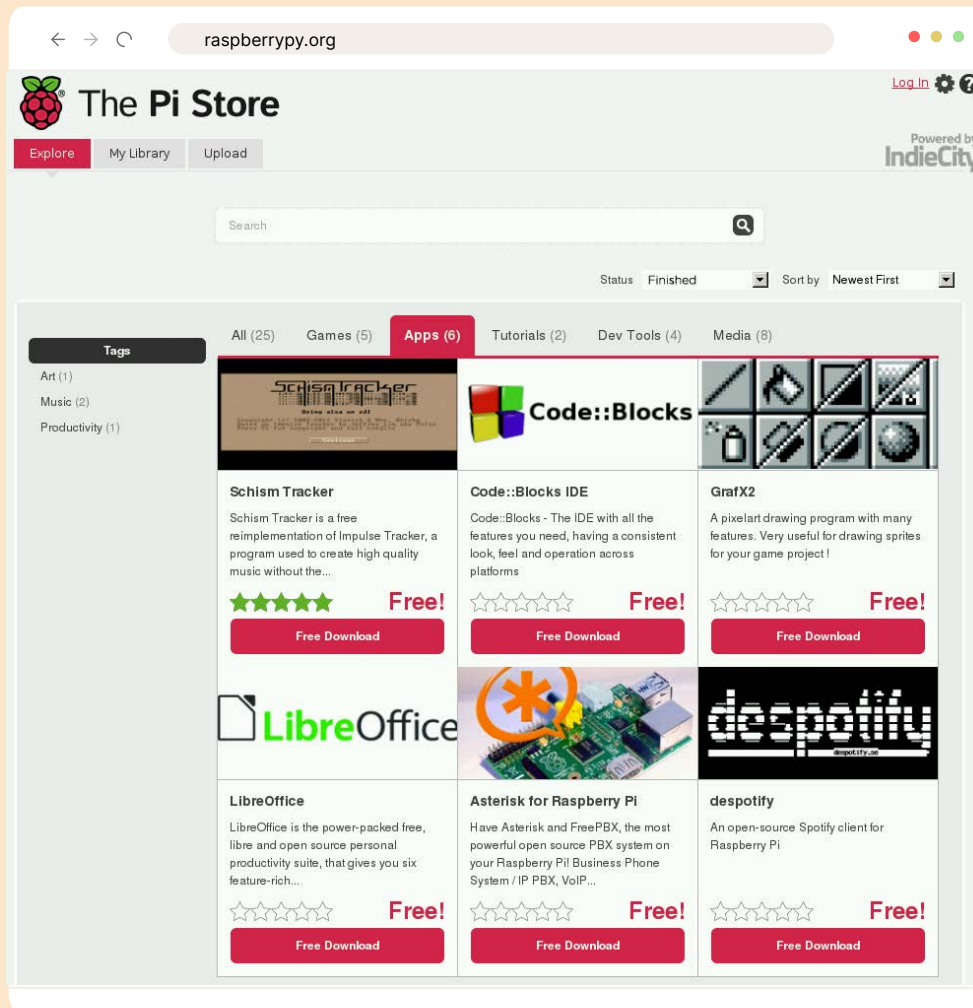 raspberrypy.org
Log In
The Pi Store
Explore My Library Upload
Powered by
IndieCity
Search
Status Finished Sort by Newest First
Tags
Art (1)
Music (2)
Productivity (1)
All (25) Games (5) Apps (6) Tutorials (2) Dev Tools (4) Media (8)
Schism Tracker
Continue
Code::Blocks
Schism Tracker
Schism Tracker is a free
reimplementation of Impulse Tracker, a
program used to create high quality
music without the...
Free!
Free Download
Code::Blocks IDE
Code::Blocks - The IDE with all the
features you need, having a consistent
look, feel and operation across
platforms
Free!
Free Download
GrafX2
A pixelart drawing program with many
features. Very useful for drawing sprites
for your game project !
Free!
Free Download
LibreOffice
despotify
despotify.se
LibreOffice
LibreOffice is the power-packed free,
libre and open source personal
productivity suite, that gives you six
feature-rich...
Free!
Free Download
Asterisk for Raspberry Pi
Have Asterisk and FreePBX, the most
powerful open source PBX system on
your Raspberry Pi! Business Phone
System / IP PBX, VoIP...
Free!
Free Download
despotify
An open-source Spotify client for
Raspberry Pi
Free!
Free Download